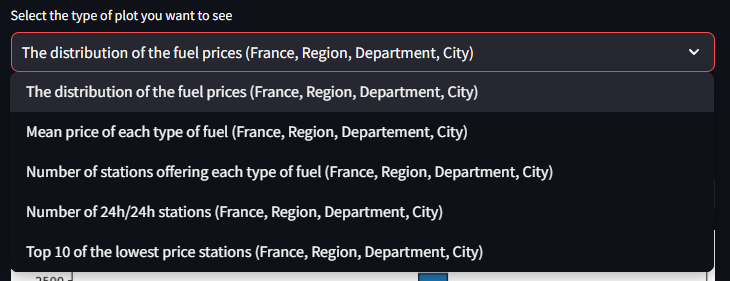 Select the type of plot you want to see
The distribution of the fuel prices (France, Region, Department, City)
The distribution of the fuel prices (France, Region, Department, City)
Mean price of each type of fuel (France, Region, Departement, City)
Number of stations offering each type of fuel (France, Region, Department, City)
Number of 24h/24h stations (France, Region, Department, City)
Top 10 of the lowest price stations (France, Region, Department, City)
2500